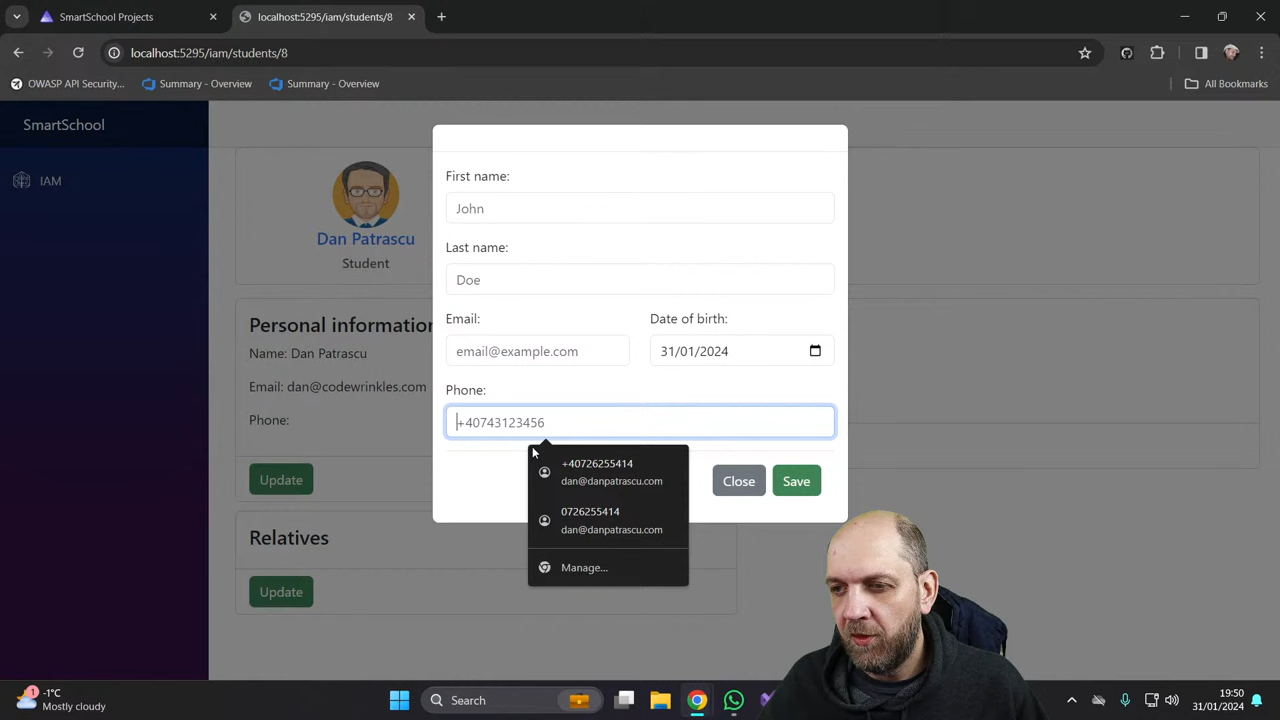 SmartSchool Projects
localhost:5295/iam/students/8
localhost:5295/iam/students/8
OWASP API Security...
Summary - Overview
Summary - Overview
All Bookmarks
SmartSchool
IAM
Dan Patrascu
Student
Personal information
Name: Dan Patrascu
Email: dan@codewrinkles.com
Phone:
Update
Relatives
Update
First name:
John
Last name:
Doe
Email:
Date of birth:
email@example.com
31/01/2024
Phone:
+40743123456
+40726255414
dan@danpatrascu.com
0726255414
dan@danpatrascu.com
Manage...
Close
Save
1
-1°C
Mostly cloudy
Search
19:50
31/01/2024